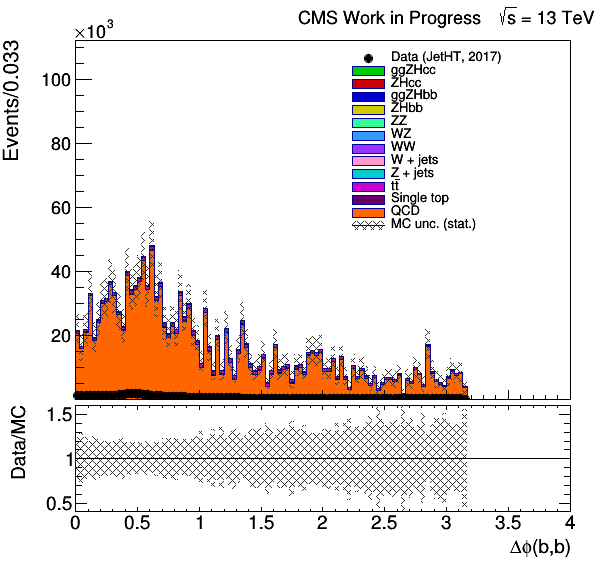 CMS Work in Progress √s = 13 TeV
×10³
Events/0.033
100
80
60
40
20
Data (JetHT, 2017)
ggZHcc
ZHcc
ggZHbb
ZHbb
ZZ
WZ
WW
W + jets
Z + jets
tt̄
Single top
QCD
MC unc. (stat.)
Data/MC
1.5
1
0.5
0 0.5 1 1.5 2 2.5 3 3.5 4
Δϕ(b,b)